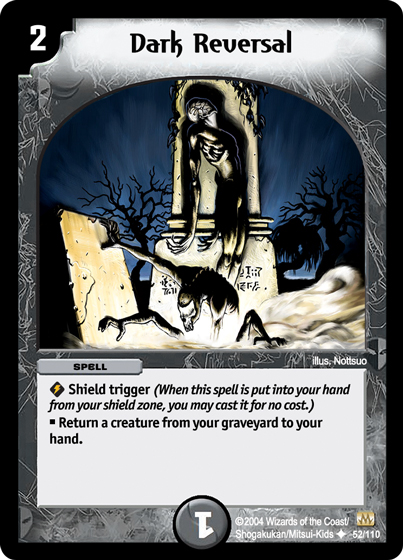 2
Dark Reversal
illus. Nottsuo
SPELL
Shield trigger (When this spell is put into your hand
from your shield zone, you may cast it for no cost.)
▪ Return a creature from your graveyard to your
hand.
1
©2004 Wizards of the Coast/
Shogakukan/Mitsui-Kids ✦ 52/110